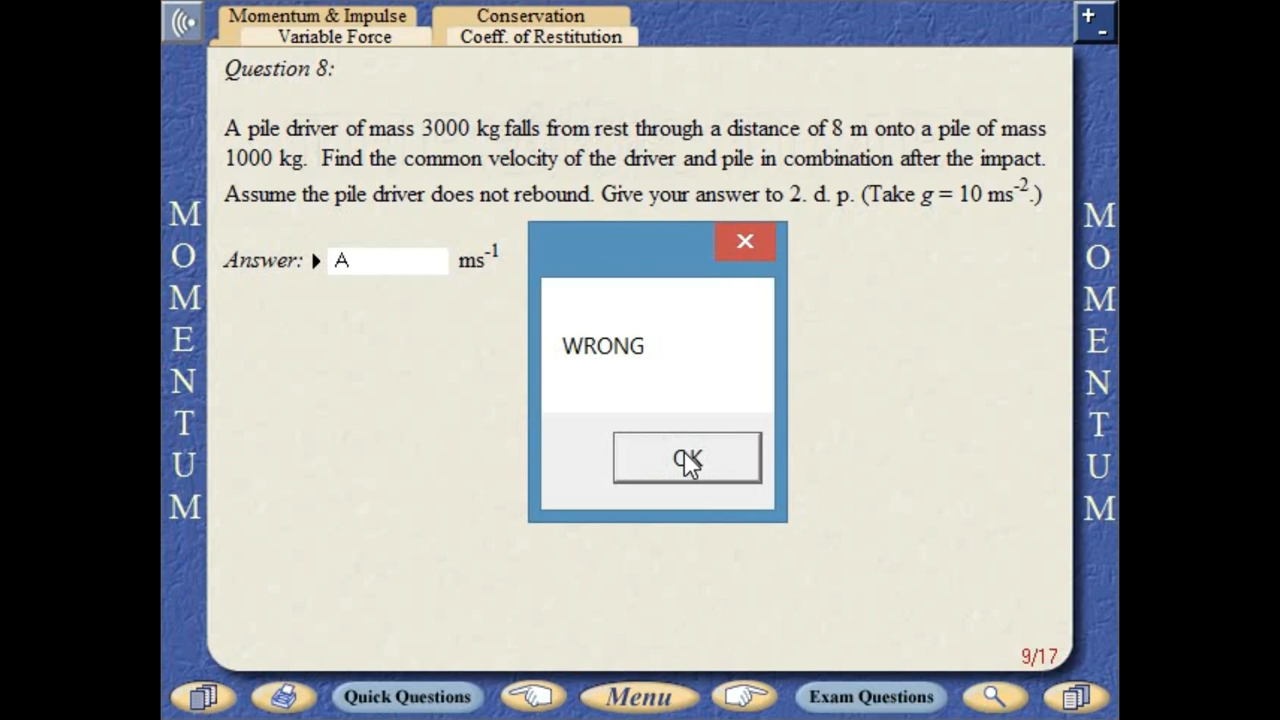 Momentum & Impulse
Conservation
Variable Force
Coeff. of Restitution
+
-
Question 8:
A pile driver of mass 3000 kg falls from rest through a distance of 8 m onto a pile of mass
1000 kg. Find the common velocity of the driver and pile in combination after the impact.
Assume the pile driver does not rebound. Give your answer to 2. d. p. (Take g = 10 ms⁻².)
Answer: A ms⁻¹
WRONG
OK
MOMENTUM
MOMENTUM
9/17
Quick Questions
Menu
Exam Questions